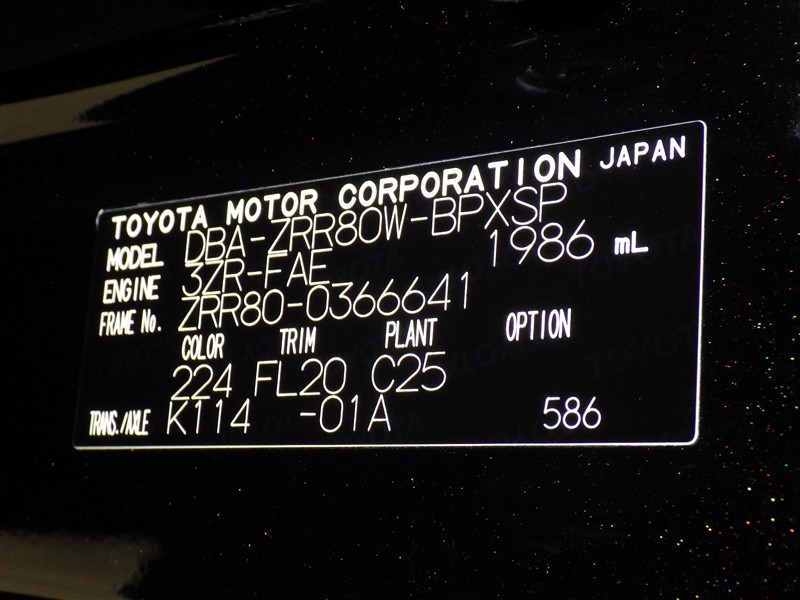 TOYOTA MOTOR CORPORATION JAPAN
MODEL DBA-ZRR80W-BPXSP
ENGINE 3ZR-FAE 1986 mL
FRAME No. ZRR80-0366641
COLOR TRIM PLANT OPTION
224 FL20 C25
TRANS./AXLE K114 -01A 586